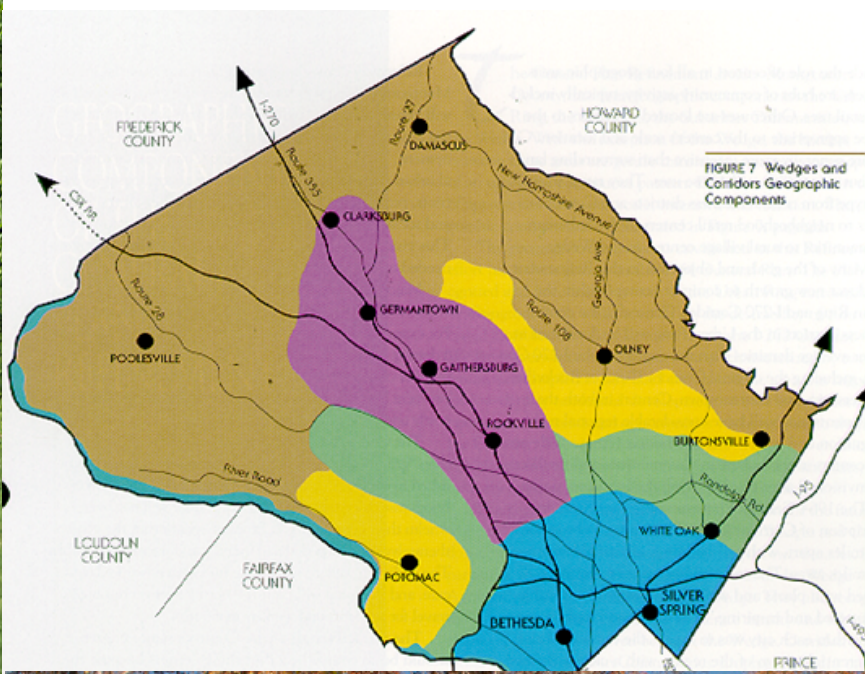 HOWARD
COUNTY
FREDERICK
COUNTY
I-270
Route 27
DAMASCUS
FIGURE 7 Wedges and
Corridors Geographic
Components
Route 355
CSX RR
New Hampshire Avenue
CLARKSBURG
Georgia Ave.
Route 28
GERMANTOWN
Route 108
POOLESVILLE
OLNEY
GAITHERSBURG
ROCKVILLE
BURTONSVILLE
River Road
Randolph Rd
I-95
WHITE OAK
LOUDOUN
COUNTY
FAIRFAX
COUNTY
POTOMAC
SILVER
SPRING
BETHESDA
I-495
PRINCE